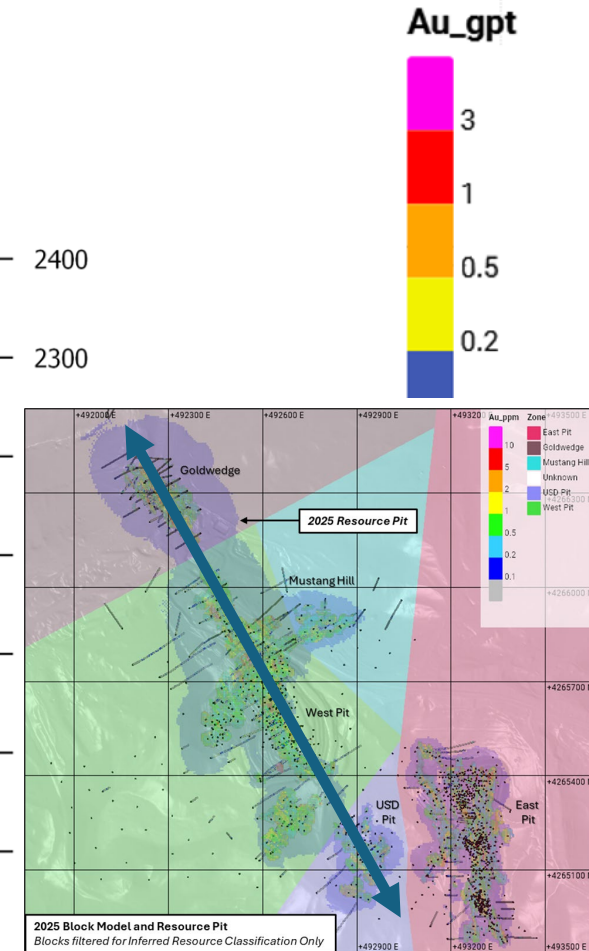 Au_gpt
3
1
0.5
0.2
2400
2300
+492000 E
+492300 E
+492600 E
+492900 E
+493200 E
+493500 E
Au_ppm
10
5
2
1
0.5
0.2
0.1
Zone
East Pit
Goldwedge
Mustang Hill
Unknown
USD Pit
West Pit
+4266300 N
+4266000 N
+4265700 N
+4265400 N
+4265100 N
Goldwedge
2025 Resource Pit
Mustang Hill
West Pit
USD
Pit
East
Pit
2025 Block Model and Resource Pit
Blocks filtered for Inferred Resource Classification Only
+492900 E
+493200 E
+493500 E